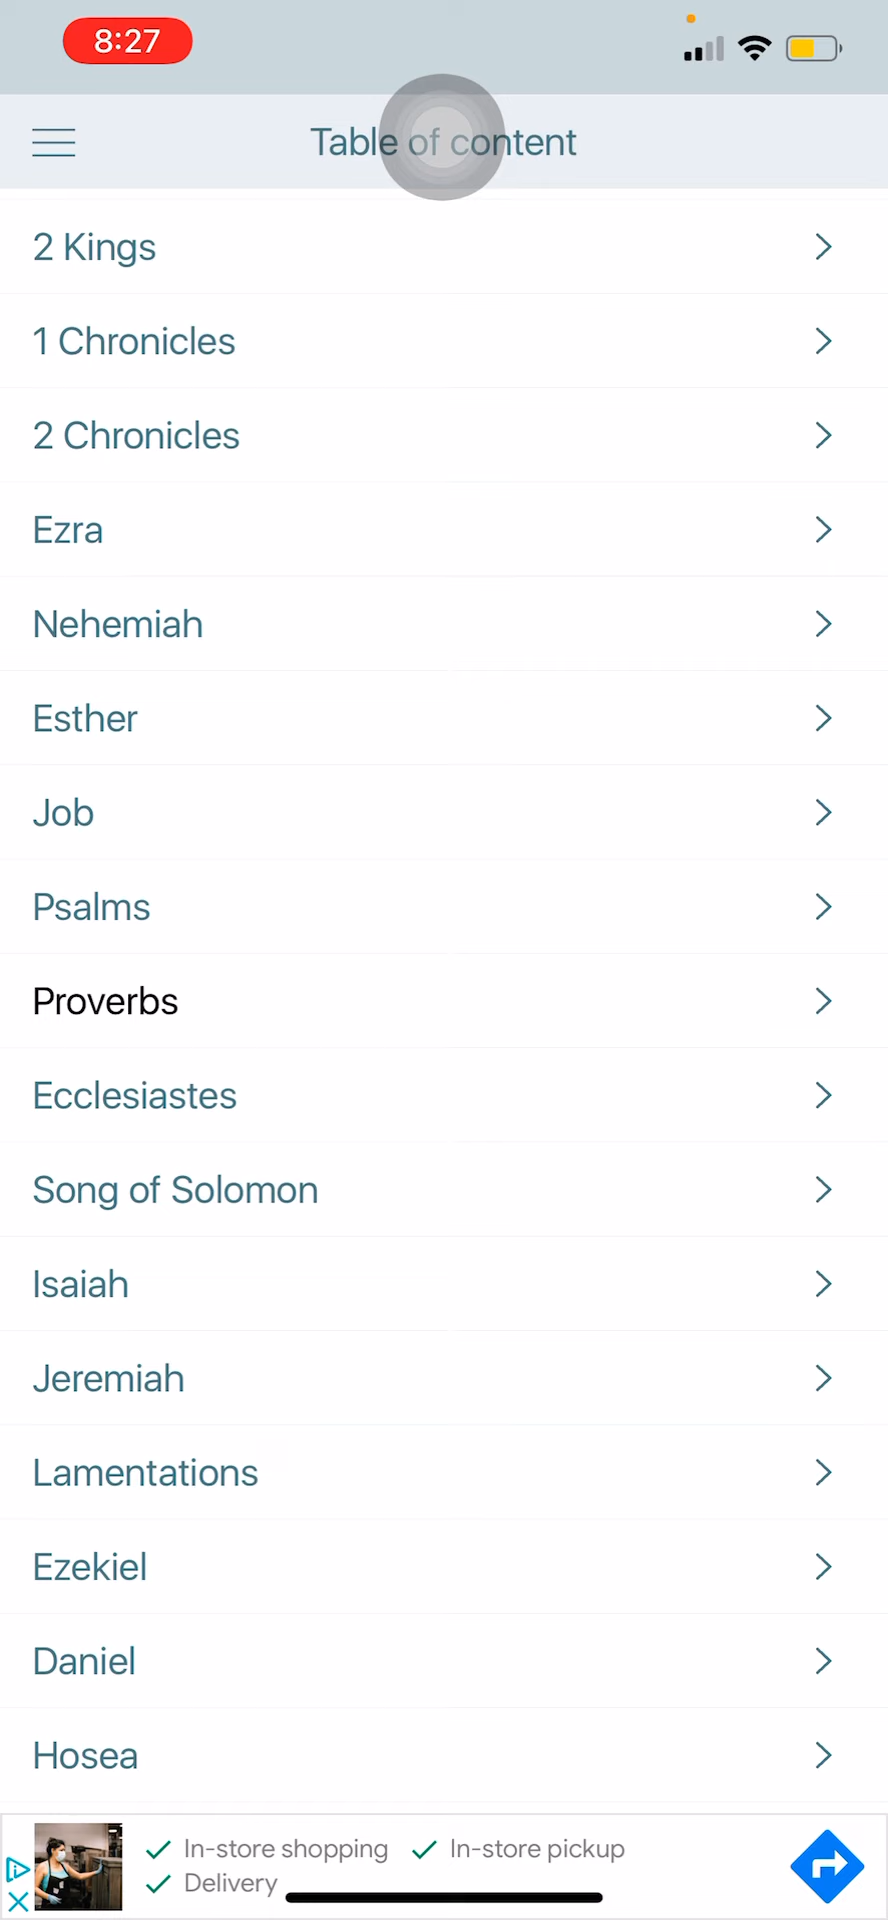 8:27
Table of content
2 Kings
1 Chronicles
2 Chronicles
Ezra
Nehemiah
Esther
Job
Psalms
Proverbs
Ecclesiastes
Song of Solomon
Isaiah
Jeremiah
Lamentations
Ezekiel
Daniel
Hosea
In-store shopping In-store pickup
Delivery